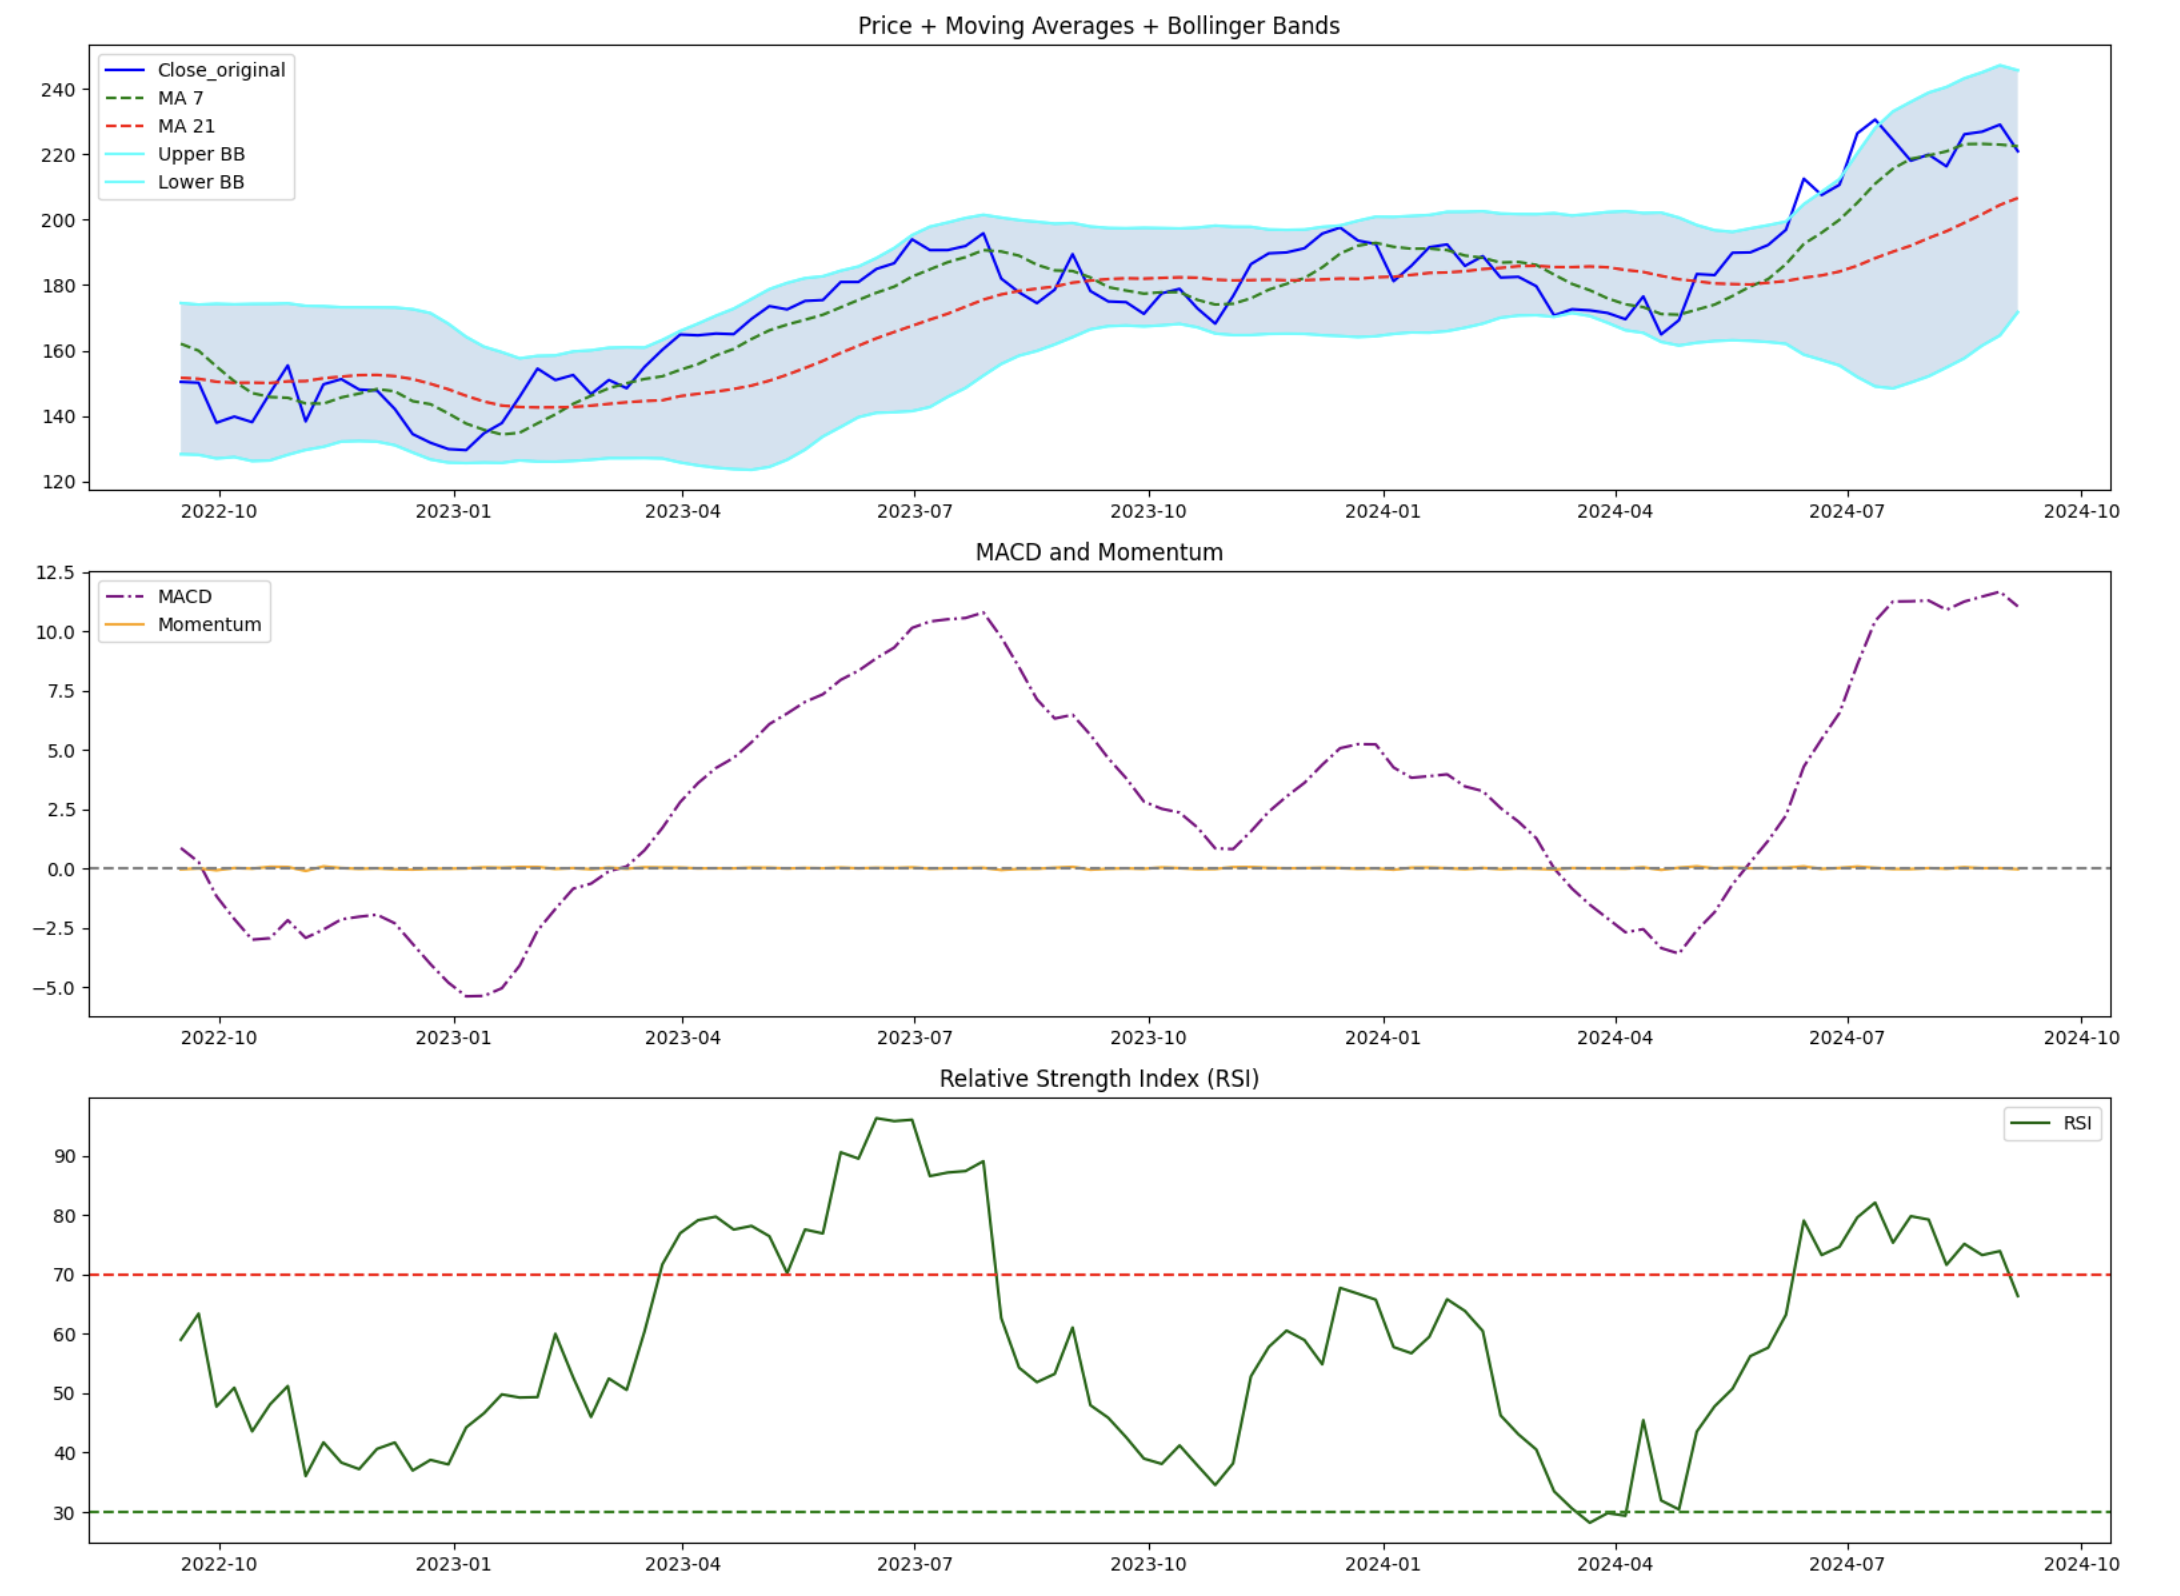 Price + Moving Averages + Bollinger Bands
Close_original
MA 7
MA 21
Upper BB
Lower BB
240
220
200
180
160
140
120
2022-10 2023-01 2023-04 2023-07 2023-10 2024-01 2024-04 2024-07 2024-10
MACD and Momentum
MACD
Momentum
12.5
10.0
7.5
5.0
2.5
0.0
−2.5
−5.0
2022-10 2023-01 2023-04 2023-07 2023-10 2024-01 2024-04 2024-07 2024-10
Relative Strength Index (RSI)
RSI
90
80
70
60
50
40
30
2022-10 2023-01 2023-04 2023-07 2023-10 2024-01 2024-04 2024-07 2024-10